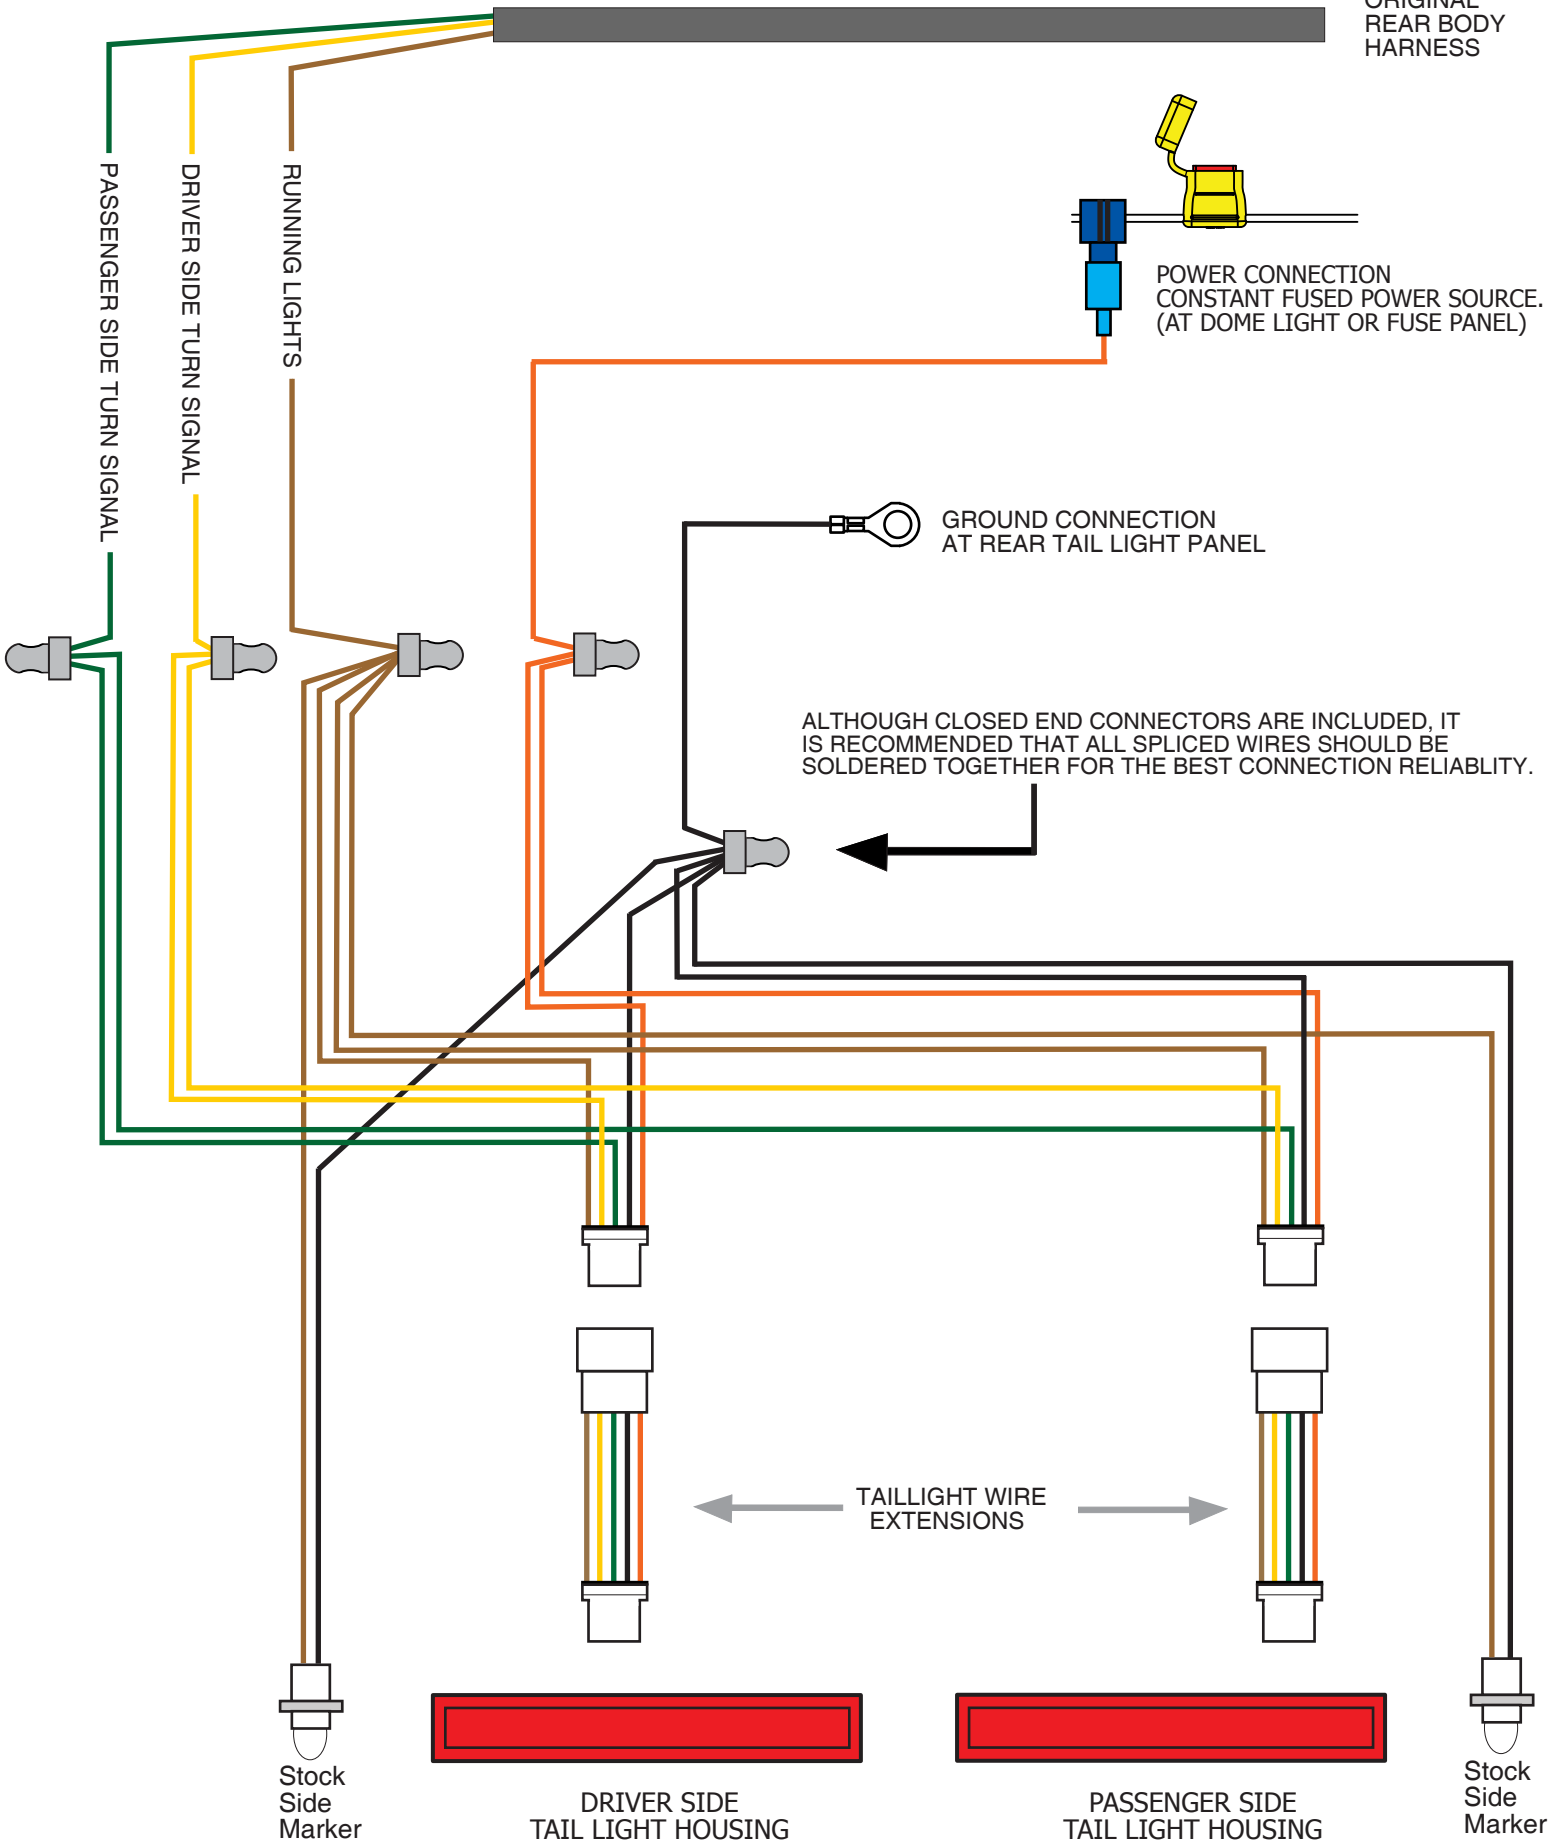 ORIGINAL
REAR BODY
HARNESS
PASSENGER SIDE TURN SIGNAL
DRIVER SIDE TURN SIGNAL
RUNNING LIGHTS
POWER CONNECTION
CONSTANT FUSED POWER SOURCE.
(AT DOME LIGHT OR FUSE PANEL)
GROUND CONNECTION
AT REAR TAIL LIGHT PANEL
ALTHOUGH CLOSED END CONNECTORS ARE INCLUDED, IT
IS RECOMMENDED THAT ALL SPLICED WIRES SHOULD BE
SOLDERED TOGETHER FOR THE BEST CONNECTION RELIABLITY.
TAILLIGHT WIRE
EXTENSIONS
Stock
Side
Marker
DRIVER SIDE
TAIL LIGHT HOUSING
PASSENGER SIDE
TAIL LIGHT HOUSING
Stock
Side
Marker